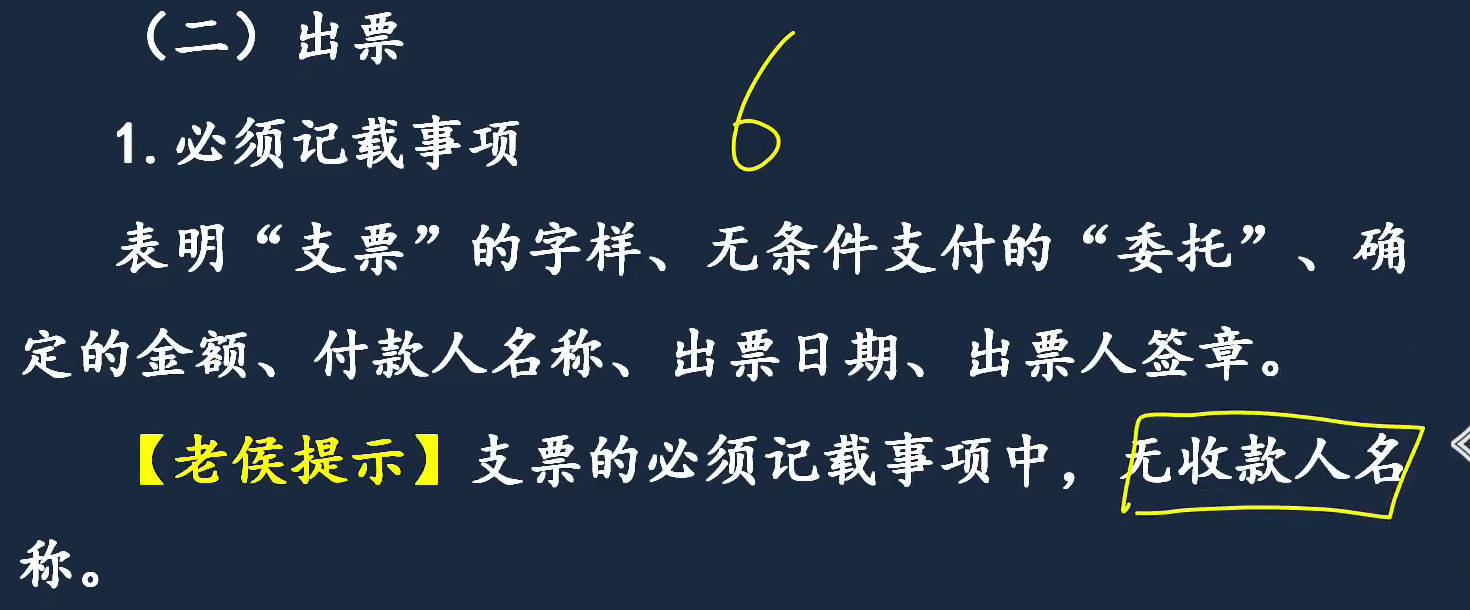 （二）出票
6
1.必须记载事项
表明“支票”的字样、无条件支付的“委托”、确
定的金额、付款人名称、出票日期、出票人签章。
【老侯提示】支票的必须记载事项中，无收款人名
称。